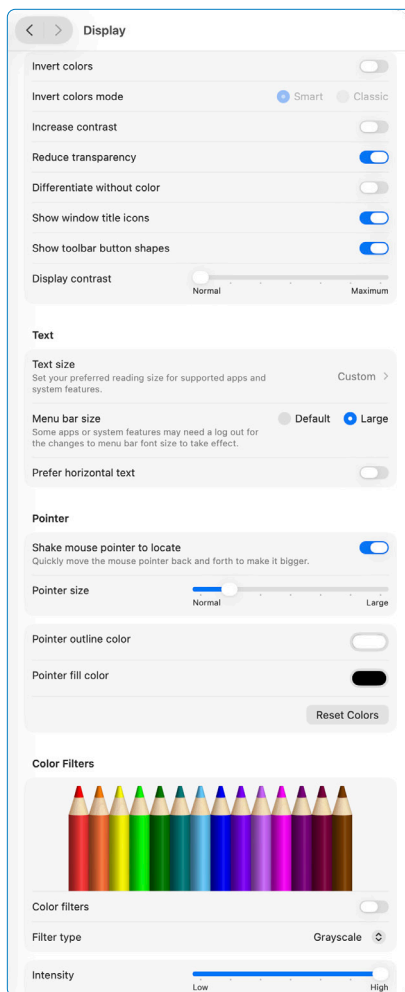 Display
Invert colors
Invert colors mode Smart Classic
Increase contrast
Reduce transparency
Differentiate without color
Show window title icons
Show toolbar button shapes
Display contrast
Normal Maximum
Text
Text size
Set your preferred reading size for supported apps and
system features.
Custom
Menu bar size Default Large
Some apps or system features may need a log out for
the changes to menu bar font size to take effect.
Prefer horizontal text
Pointer
Shake mouse pointer to locate
Quickly move the mouse pointer back and forth to make it bigger.
Pointer size
Normal Large
Pointer outline color
Pointer fill color
Reset Colors
Color Filters
Color filters
Filter type Grayscale
Intensity
Low High